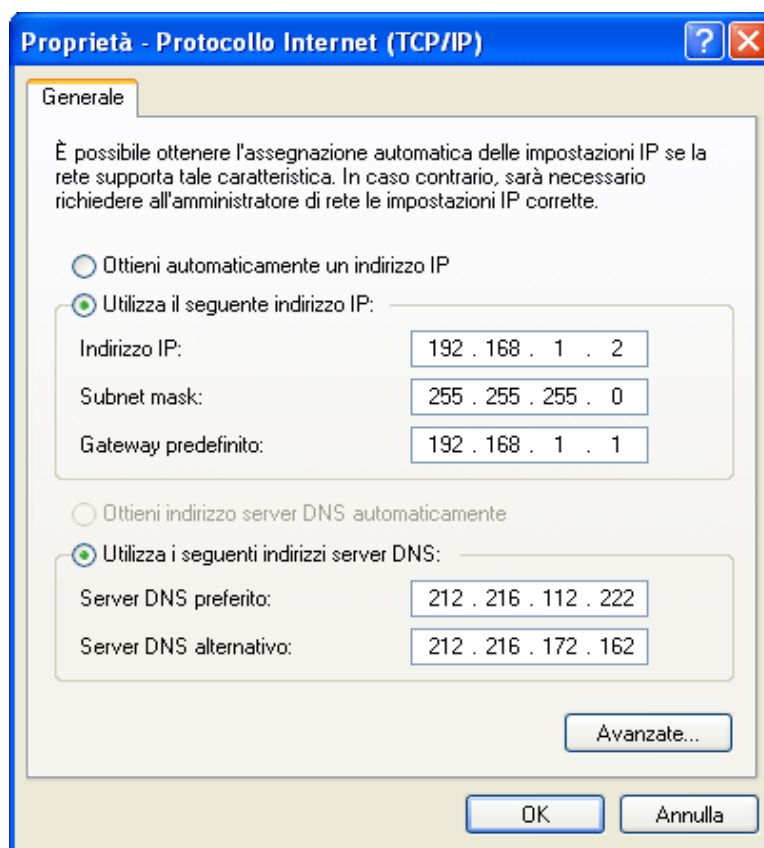 Proprietà - Protocollo Internet (TCP/IP)
Generale
È possibile ottenere l'assegnazione automatica delle impostazioni IP se la
rete supporta tale caratteristica. In caso contrario, sarà necessario
richiedere all'amministratore di rete le impostazioni IP corrette.
Ottieni automaticamente un indirizzo IP
Utilizza il seguente indirizzo IP:
Indirizzo IP: 192 . 168 . 1 . 2
Subnet mask: 255 . 255 . 255 . 0
Gateway predefinito: 192 . 168 . 1 . 1
Ottieni indirizzo server DNS automaticamente
Utilizza i seguenti indirizzi server DNS:
Server DNS preferito: 212 . 216 . 112 . 222
Server DNS alternativo: 212 . 216 . 172 . 162
Avanzate...
OK Annulla